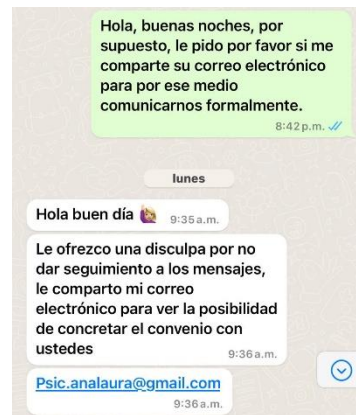 Hola, buenas noches, por
supuesto, le pido por favor si me
comparte su correo electrónico
para por ese medio
comunicarnos formalmente.
8:42 p.m.
lunes
Hola buen día 🙋🏽‍♀️
9:35 a.m.
Le ofrezco una disculpa por no
dar seguimiento a los mensajes,
le comparto mi correo
electrónico para ver la posibilidad
de concretar el convenio con
ustedes
9:36 a.m.
Psic.analaura@gmail.com
9:36 a.m.